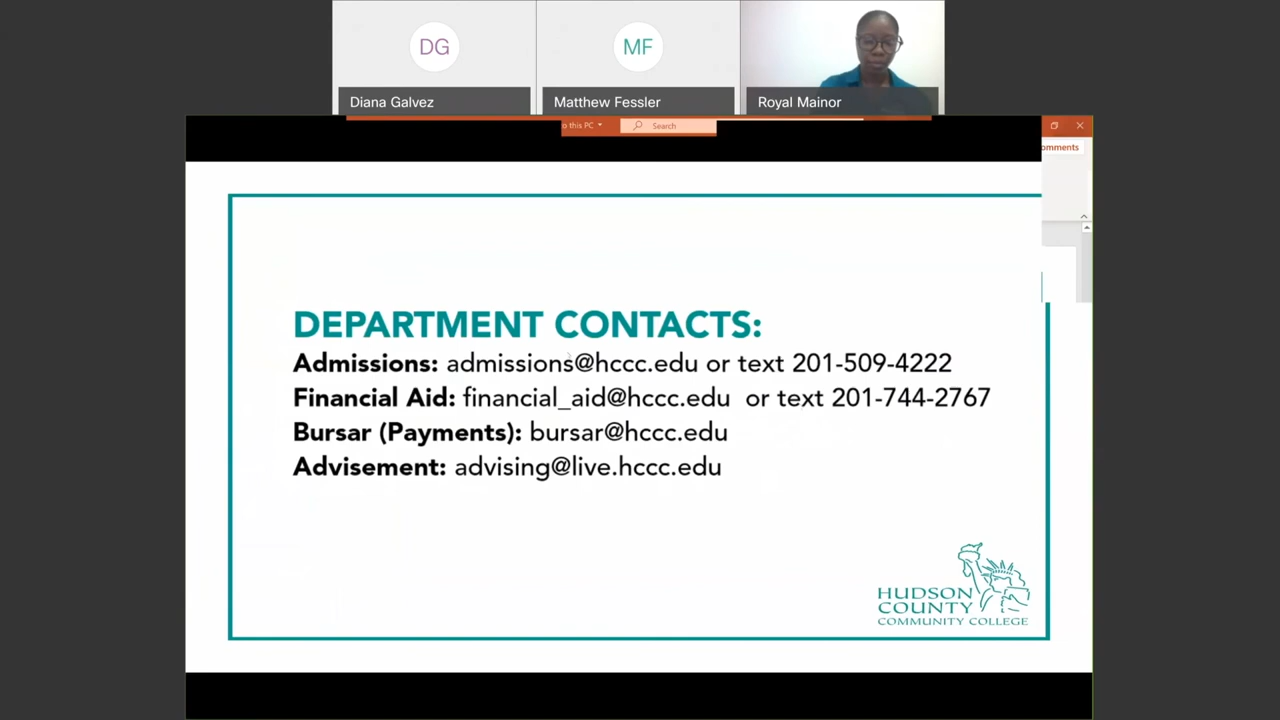 DG
MF
Diana Galvez
Matthew Fessler
Royal Mainor
o this PC
Search
omments
DEPARTMENT CONTACTS:
Admissions: admissions@hccc.edu or text 201-509-4222
Financial Aid: financial_aid@hccc.edu or text 201-744-2767
Bursar (Payments): bursar@hccc.edu
Advisement: advising@live.hccc.edu
HUDSON
COUNTY
COMMUNITY COLLEGE